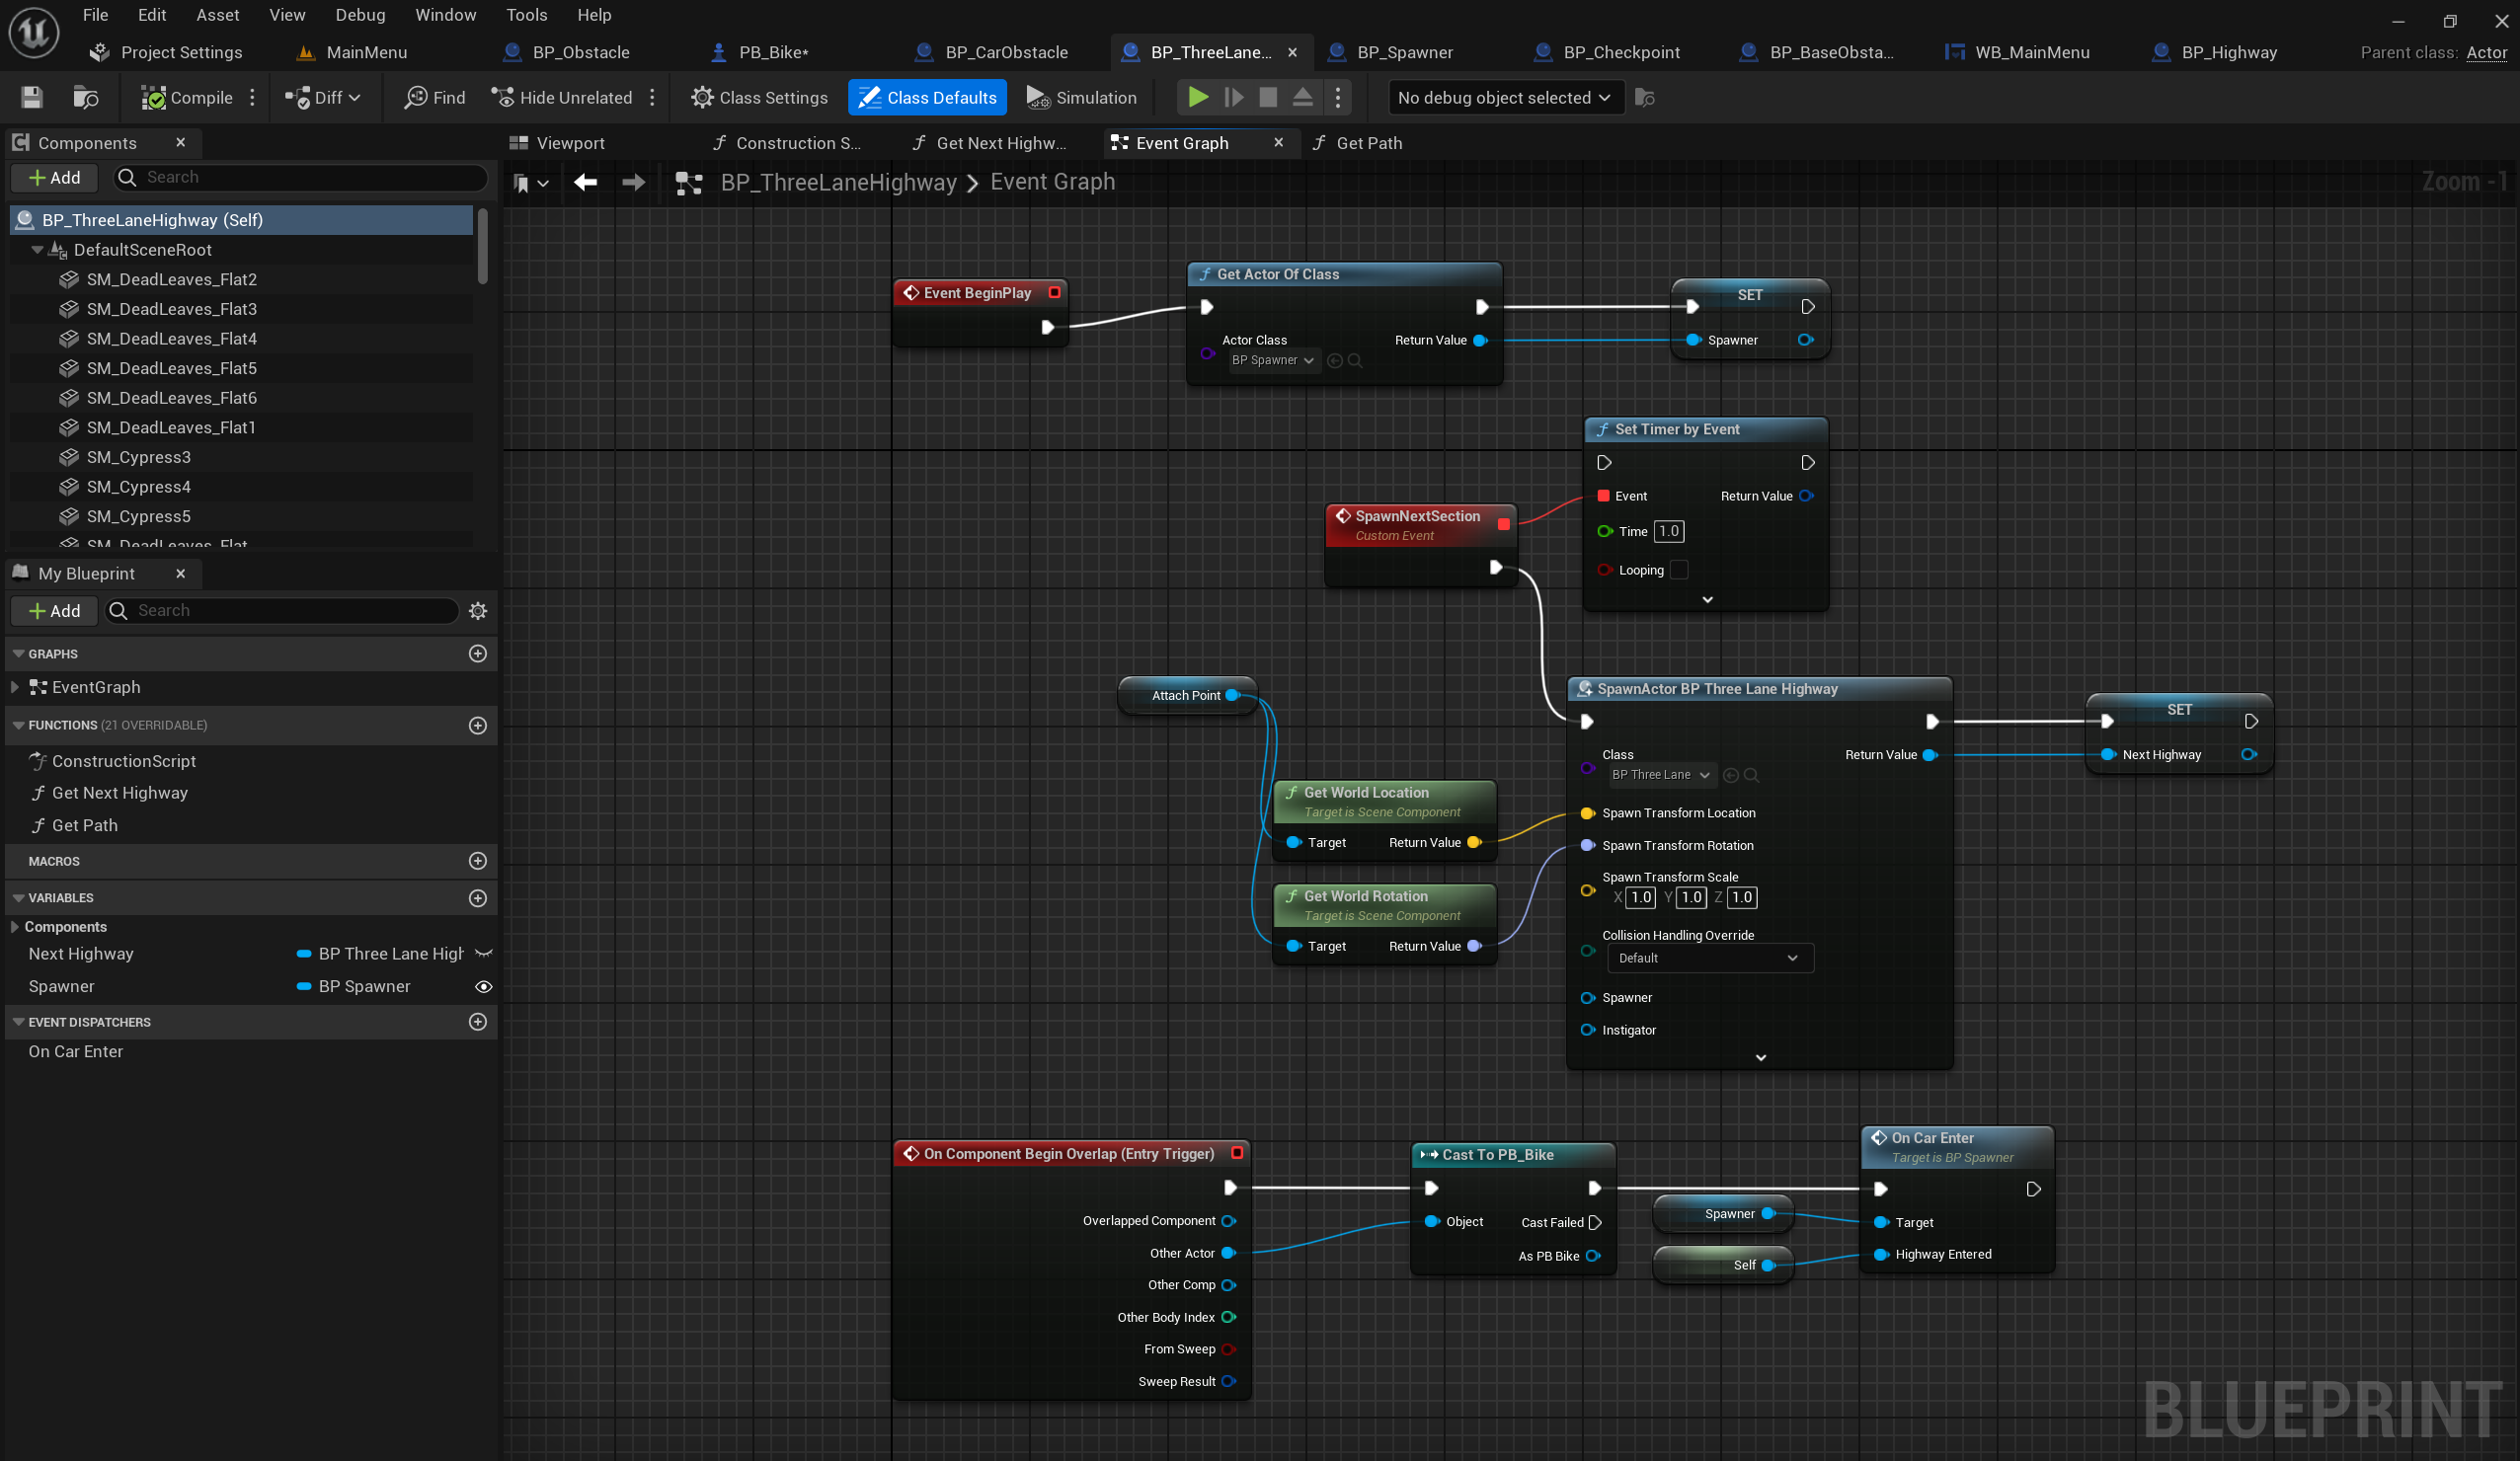 File Edit Asset View Debug Window Tools Help
Project Settings MainMenu BP_Obstacle PB_Bike* BP_CarObstacle BP_ThreeLane... BP_Spawner BP_Checkpoint BP_BaseObsta... WB_MainMenu BP_Highway Parent class: Actor
Compile Diff Find Hide Unrelated Class Settings Class Defaults Simulation No debug object selected
Components
Viewport Construction S... Get Next Highw... Event Graph Get Path
Add Search
BP_ThreeLaneHighway > Event Graph Zoom -1
BP_ThreeLaneHighway (Self)
DefaultSceneRoot
SM_DeadLeaves_Flat2
SM_DeadLeaves_Flat3
SM_DeadLeaves_Flat4
SM_DeadLeaves_Flat5
SM_DeadLeaves_Flat6
SM_DeadLeaves_Flat1
SM_Cypress3
SM_Cypress4
SM_Cypress5
SM_DeadLeaves_Flat
My Blueprint
Add Search
GRAPHS
EventGraph
FUNCTIONS (21 OVERRIDABLE)
ConstructionScript
Get Next Highway
Get Path
MACROS
VARIABLES
Components
Next Highway BP Three Lane High
Spawner BP Spawner
EVENT DISPATCHERS
On Car Enter
Event BeginPlay
Get Actor Of Class
Actor Class Return Value
BP Spawner
SET
Spawner
Set Timer by Event
Event Return Value
Time 1.0
Looping
SpawnNextSection
Custom Event
Attach Point
Get World Location
Target is Scene Component
Target Return Value
Get World Rotation
Target is Scene Component
Target Return Value
SpawnActor BP Three Lane Highway
Class Return Value
BP Three Lane
Spawn Transform Location
Spawn Transform Rotation
Spawn Transform Scale
X 1.0 Y 1.0 Z 1.0
Collision Handling Override
Default
Spawner
Instigator
SET
Next Highway
On Component Begin Overlap (Entry Trigger)
Overlapped Component
Other Actor
Other Comp
Other Body Index
From Sweep
Sweep Result
Cast To PB_Bike
Object Cast Failed
As PB Bike
Spawner
Self
On Car Enter
Target is BP Spawner
Target
Highway Entered
BLUEPRINT